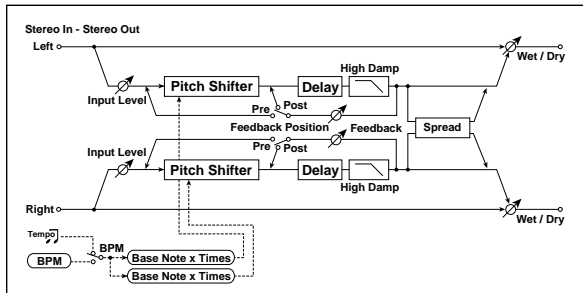 Stereo In - Stereo Out
Left
Wet / Dry
High Damp
Pitch Shifter
Delay
Input Level
Post
Pre
Feedback Position
Feedback
Spread
Input Level
Pre
Post
Pitch Shifter
Delay
High Damp
Right
Wet / Dry
Tempo
BPM
BPM
Base Note x Times
Base Note x Times